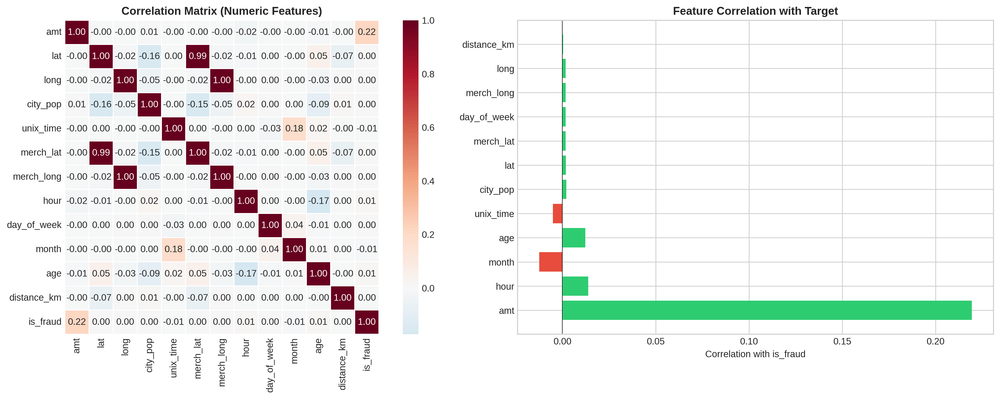 Correlation Matrix (Numeric Features)
amt 1.00 -0.00 -0.00 0.01 -0.00 -0.00 -0.00 -0.02 -0.00 -0.00 -0.01 -0.00 0.22
lat -0.00 1.00 -0.02 -0.16 0.00 0.99 -0.02 -0.01 0.00 -0.00 0.05 -0.07 0.00
long -0.00 -0.02 1.00 -0.05 -0.00 -0.02 1.00 -0.00 0.00 -0.00 -0.03 0.00 0.00
city_pop 0.01 -0.16 -0.05 1.00 -0.00 -0.15 -0.05 0.02 0.00 0.00 -0.09 0.01 0.00
unix_time -0.00 0.00 -0.00 -0.00 1.00 0.00 -0.00 0.00 -0.03 0.18 0.02 -0.00 -0.01
merch_lat -0.00 0.99 -0.02 -0.15 0.00 1.00 -0.02 -0.01 0.00 -0.00 0.05 -0.07 0.00
merch_long -0.00 -0.02 1.00 -0.05 -0.00 -0.02 1.00 -0.00 0.00 -0.00 -0.03 0.00 0.00
hour -0.02 -0.01 -0.00 0.02 0.00 -0.01 -0.00 1.00 0.00 -0.00 -0.17 0.00 0.01
day_of_week -0.00 0.00 0.00 0.00 -0.03 0.00 0.00 0.00 1.00 0.04 -0.01 0.00 0.00
month -0.00 -0.00 -0.00 0.00 0.18 -0.00 -0.00 -0.00 0.04 1.00 0.01 0.00 -0.01
age -0.01 0.05 -0.03 -0.09 0.02 0.05 -0.03 -0.17 -0.01 0.01 1.00 -0.00 0.01
distance_km -0.00 -0.07 0.00 0.01 -0.00 -0.07 0.00 0.00 0.00 0.00 -0.00 1.00 0.00
is_fraud 0.22 0.00 0.00 0.00 -0.01 0.00 0.00 0.01 0.00 -0.01 0.01 0.00 1.00
amt lat long city_pop unix_time merch_lat merch_long hour day_of_week month age distance_km is_fraud
1.0
0.8
0.6
0.4
0.2
0.0
Feature Correlation with Target
distance_km
long
merch_long
day_of_week
merch_lat
lat
city_pop
unix_time
age
month
hour
amt
0.00 0.05 0.10 0.15 0.20
Correlation with is_fraud